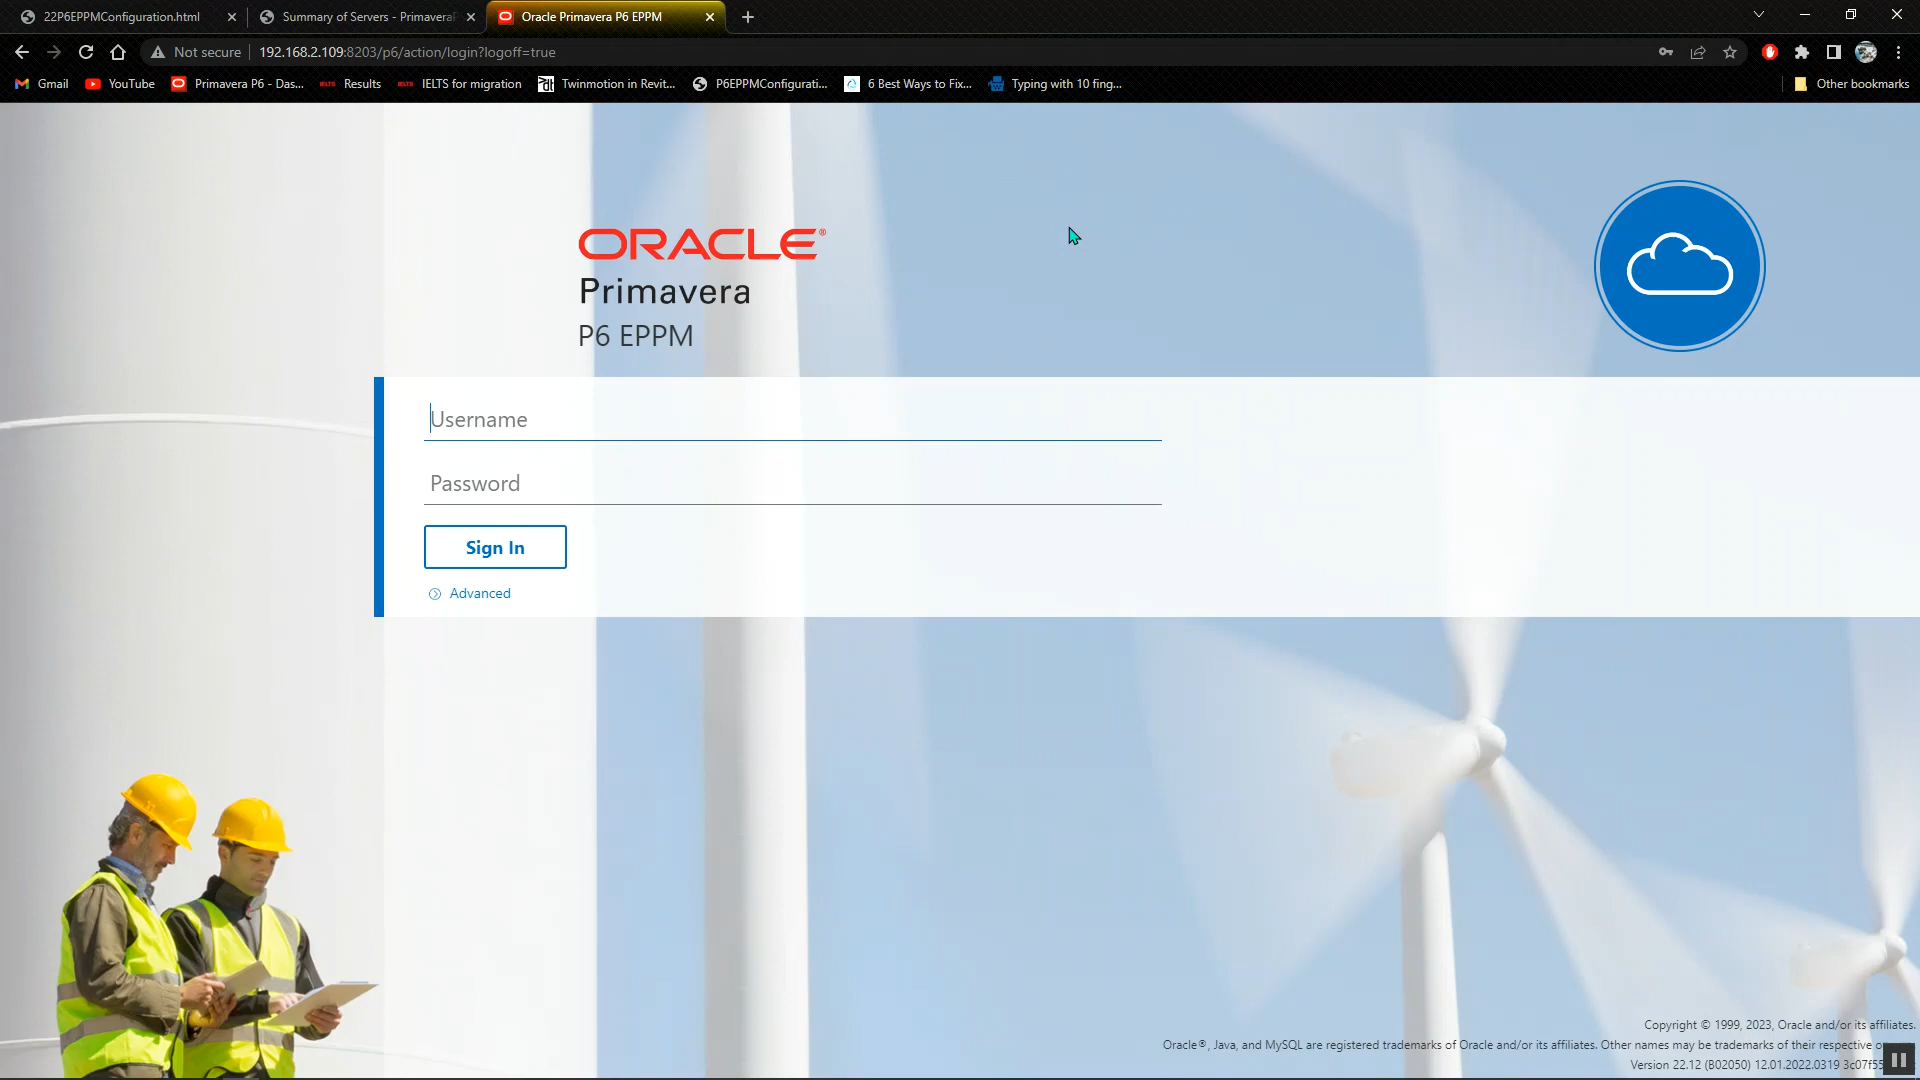 22P6EPPMConfiguration.html
Summary of Servers - Primavera
Oracle Primavera P6 EPPM
Not secure
192.168.2.109:8203/p6/action/login?logoff=true
Gmail
YouTube
Primavera P6 - Das...
Results
IELTS for migration
Twinmotion in Revit...
P6EPPMConfigurati...
6 Best Ways to Fix...
Typing with 10 fing...
Other bookmarks
ORACLE®
Primavera
P6 EPPM
Username
Password
Sign In
Advanced
Copyright © 1999, 2023, Oracle and/or its affiliates.
Oracle®, Java, and MySQL are registered trademarks of Oracle and/or its affiliates. Other names may be trademarks of their respective
Version 22.12 (B02050) 12.01.2022.0319